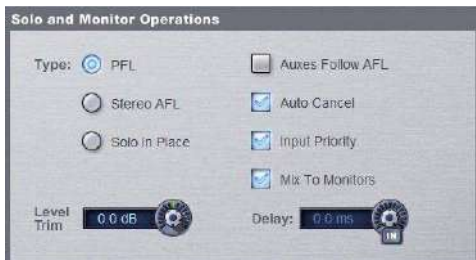 Solo and Monitor Operations
Type: PFL
Auxes Follow AFL
Stereo AFL
Auto Cancel
Solo In Place
Input Priority
Mix To Monitors
Level Trim 0.0 dB
Delay: 0.0 ms
IN